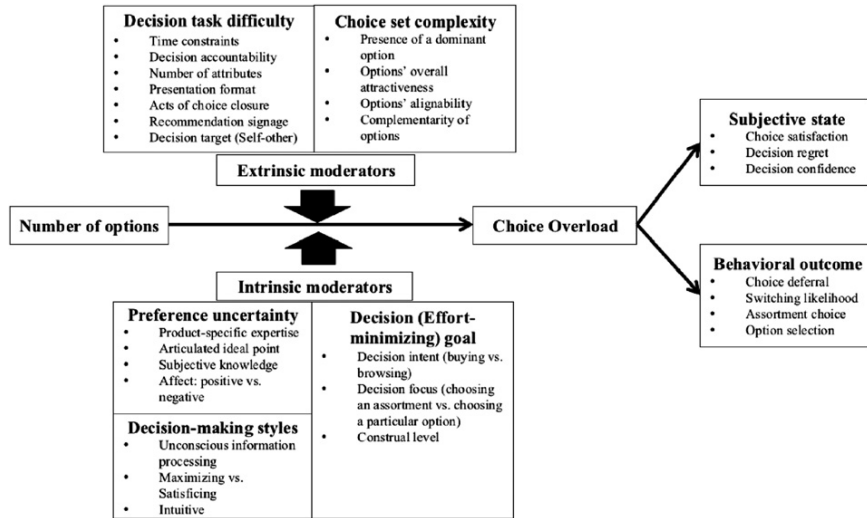 Decision task difficulty
• Time constraints
• Decision accountability
• Number of attributes
• Presentation format
• Acts of choice closure
• Recommendation signage
• Decision target (Self-other)
Choice set complexity
• Presence of a dominant
option
• Options' overall
attractiveness
• Options' alignability
• Complementarity of
options
Extrinsic moderators
Number of options
Choice Overload
Subjective state
• Choice satisfaction
• Decision regret
• Decision confidence
Behavioral outcome
• Choice deferral
• Switching likelihood
• Assortment choice
• Option selection
Intrinsic moderators
Preference uncertainty
• Product-specific expertise
• Articulated ideal point
• Subjective knowledge
• Affect: positive vs.
negative
Decision-making styles
• Unconscious information
processing
• Maximizing vs.
Satisficing
• Intuitive
Decision (Effort-
minimizing) goal
• Decision intent (buying vs.
browsing)
• Decision focus (choosing
an assortment vs. choosing
a particular option)
• Construal level